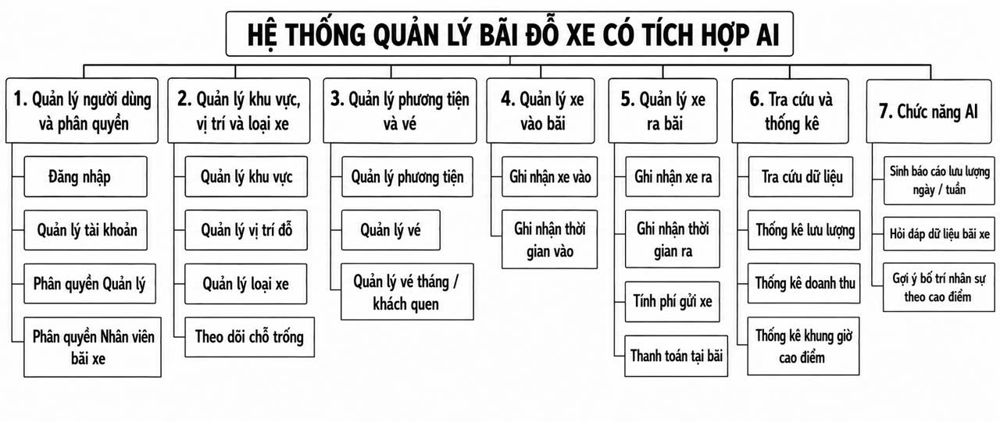 HỆ THỐNG QUẢN LÝ BÃI ĐỖ XE CÓ TÍCH HỢP AI
1. Quản lý người dùng
và phân quyền
Đăng nhập
Quản lý tài khoản
Phân quyền Quản lý
Phân quyền Nhân viên
bãi xe
2. Quản lý khu vực,
vị trí và loại xe
Quản lý khu vực
Quản lý vị trí đỗ
Quản lý loại xe
Theo dõi chỗ trống
3. Quản lý phương tiện
và vé
Quản lý phương tiện
Quản lý vé
Quản lý vé tháng /
khách quen
4. Quản lý xe
vào bãi
Ghi nhận xe vào
Ghi nhận thời
gian vào
5. Quản lý xe
ra bãi
Ghi nhận xe ra
Ghi nhận thời
gian ra
Tính phí gửi xe
Thanh toán tại bãi
6. Tra cứu và
thống kê
Tra cứu dữ liệu
Thống kê lưu lượng
Thống kê doanh thu
Thống kê khung giờ
cao điểm
7. Chức năng AI
Sinh báo cáo lưu lượng
ngày / tuần
Hỏi đáp dữ liệu bãi xe
Gợi ý bố trí nhân sự
theo cao điểm